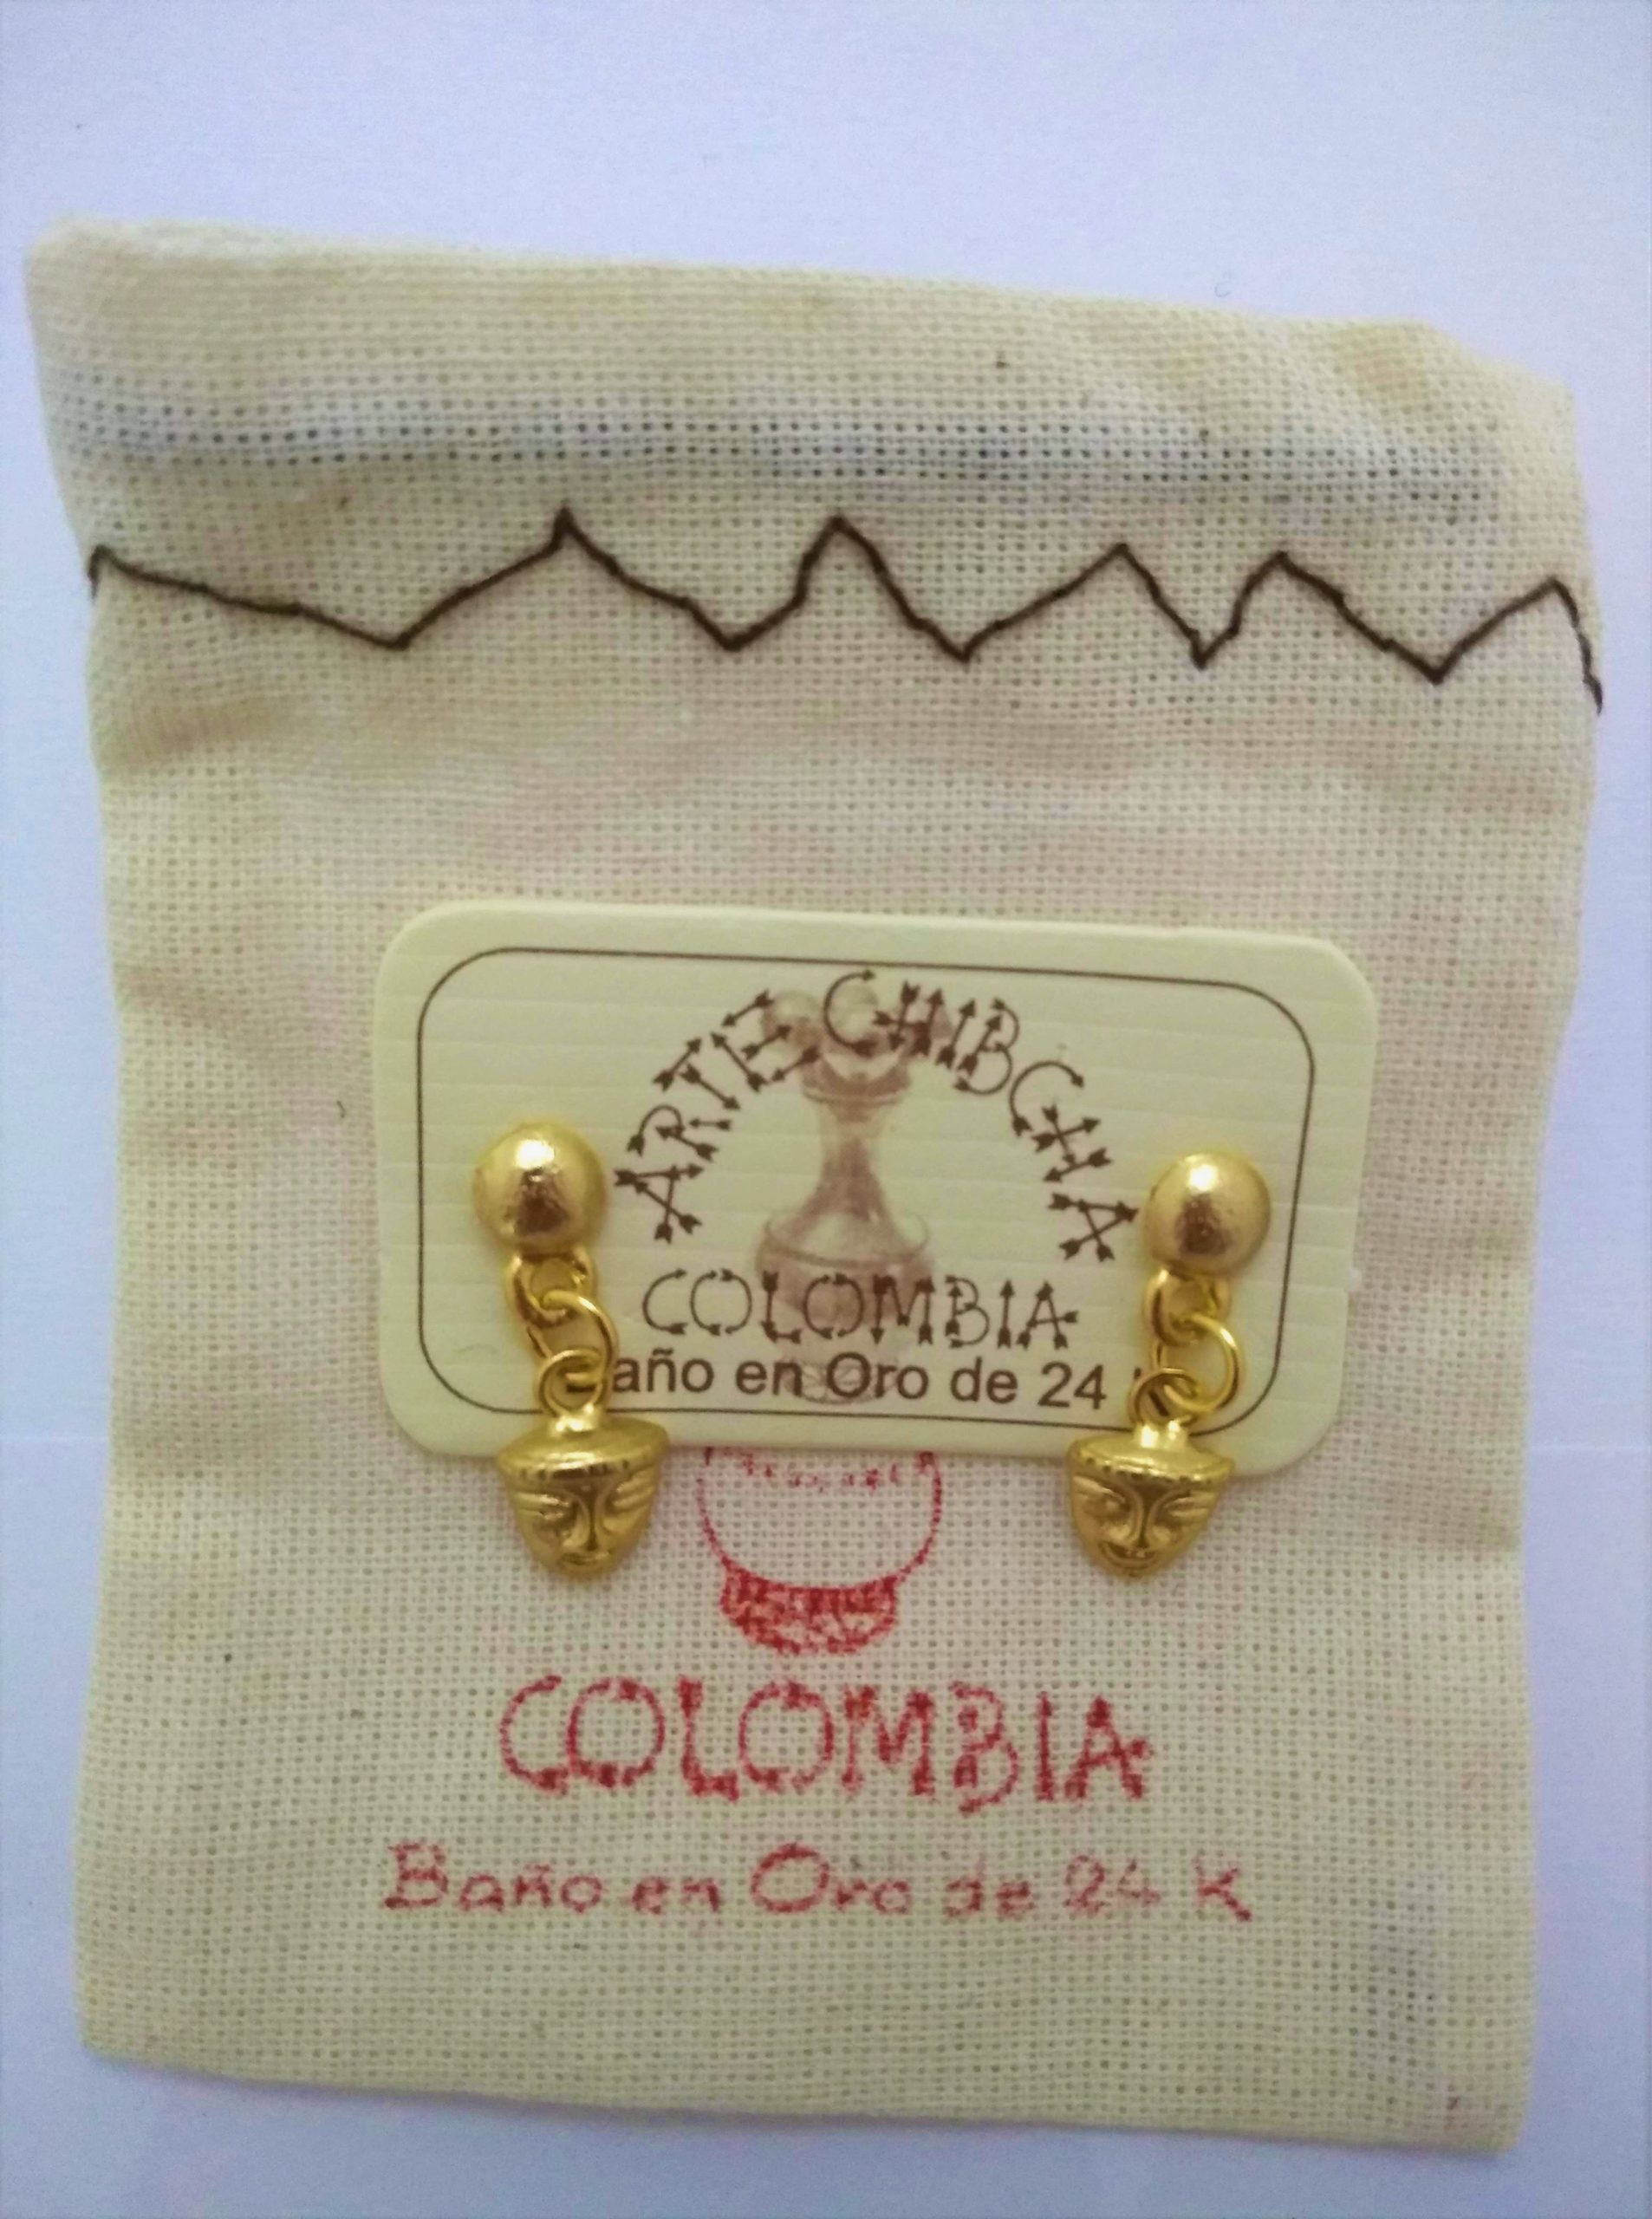 ARTE CHIBCHA
COLOMBIA
año en Oro de 24
COLOMBIA
Baño en Oro de 24 K